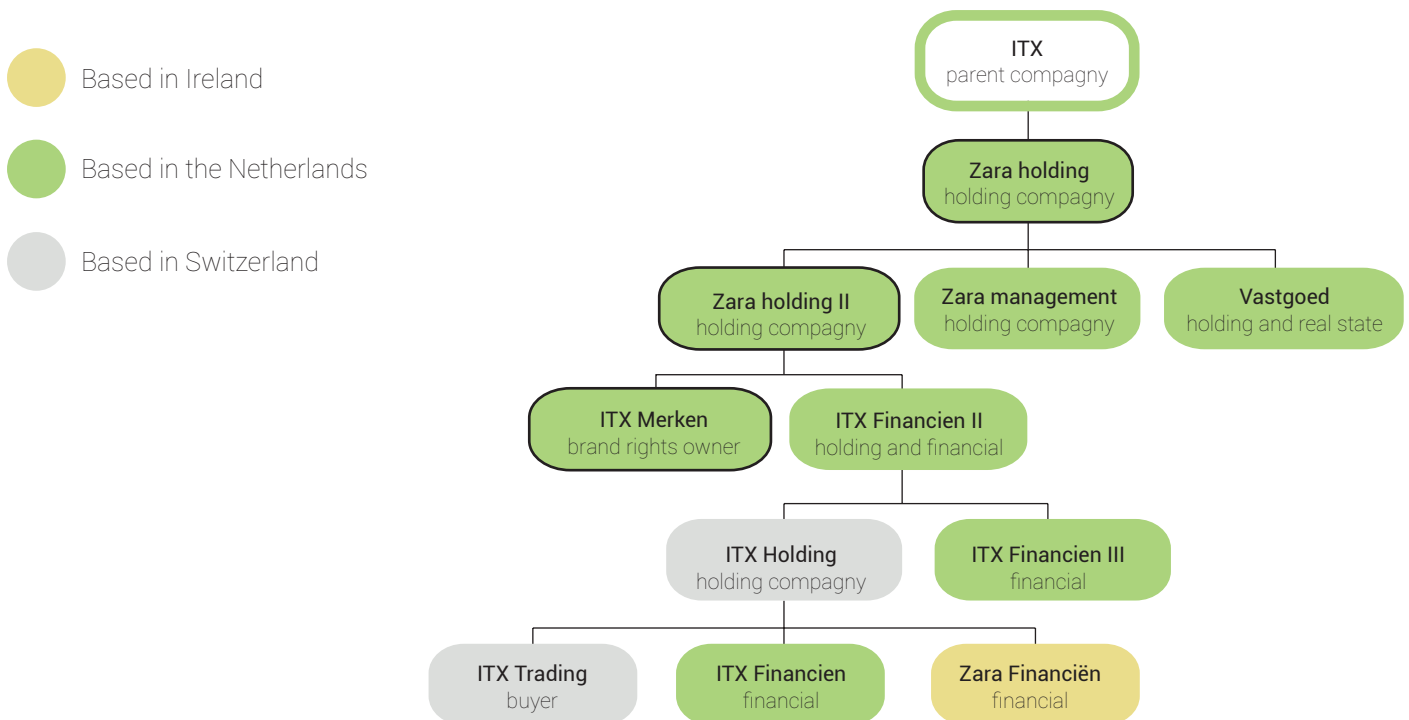 Based in Ireland
Based in the Netherlands
Based in Switzerland
ITX
parent compagny
Zara holding
holding compagny
Zara holding II
holding compagny
Zara management
holding compagny
Vastgoed
holding and real state
ITX Merken
brand rights owner
ITX Financien II
holding and financial
ITX Holding
holding compagny
ITX Financien III
financial
ITX Trading
buyer
ITX Financien
financial
Zara Financiën
financial